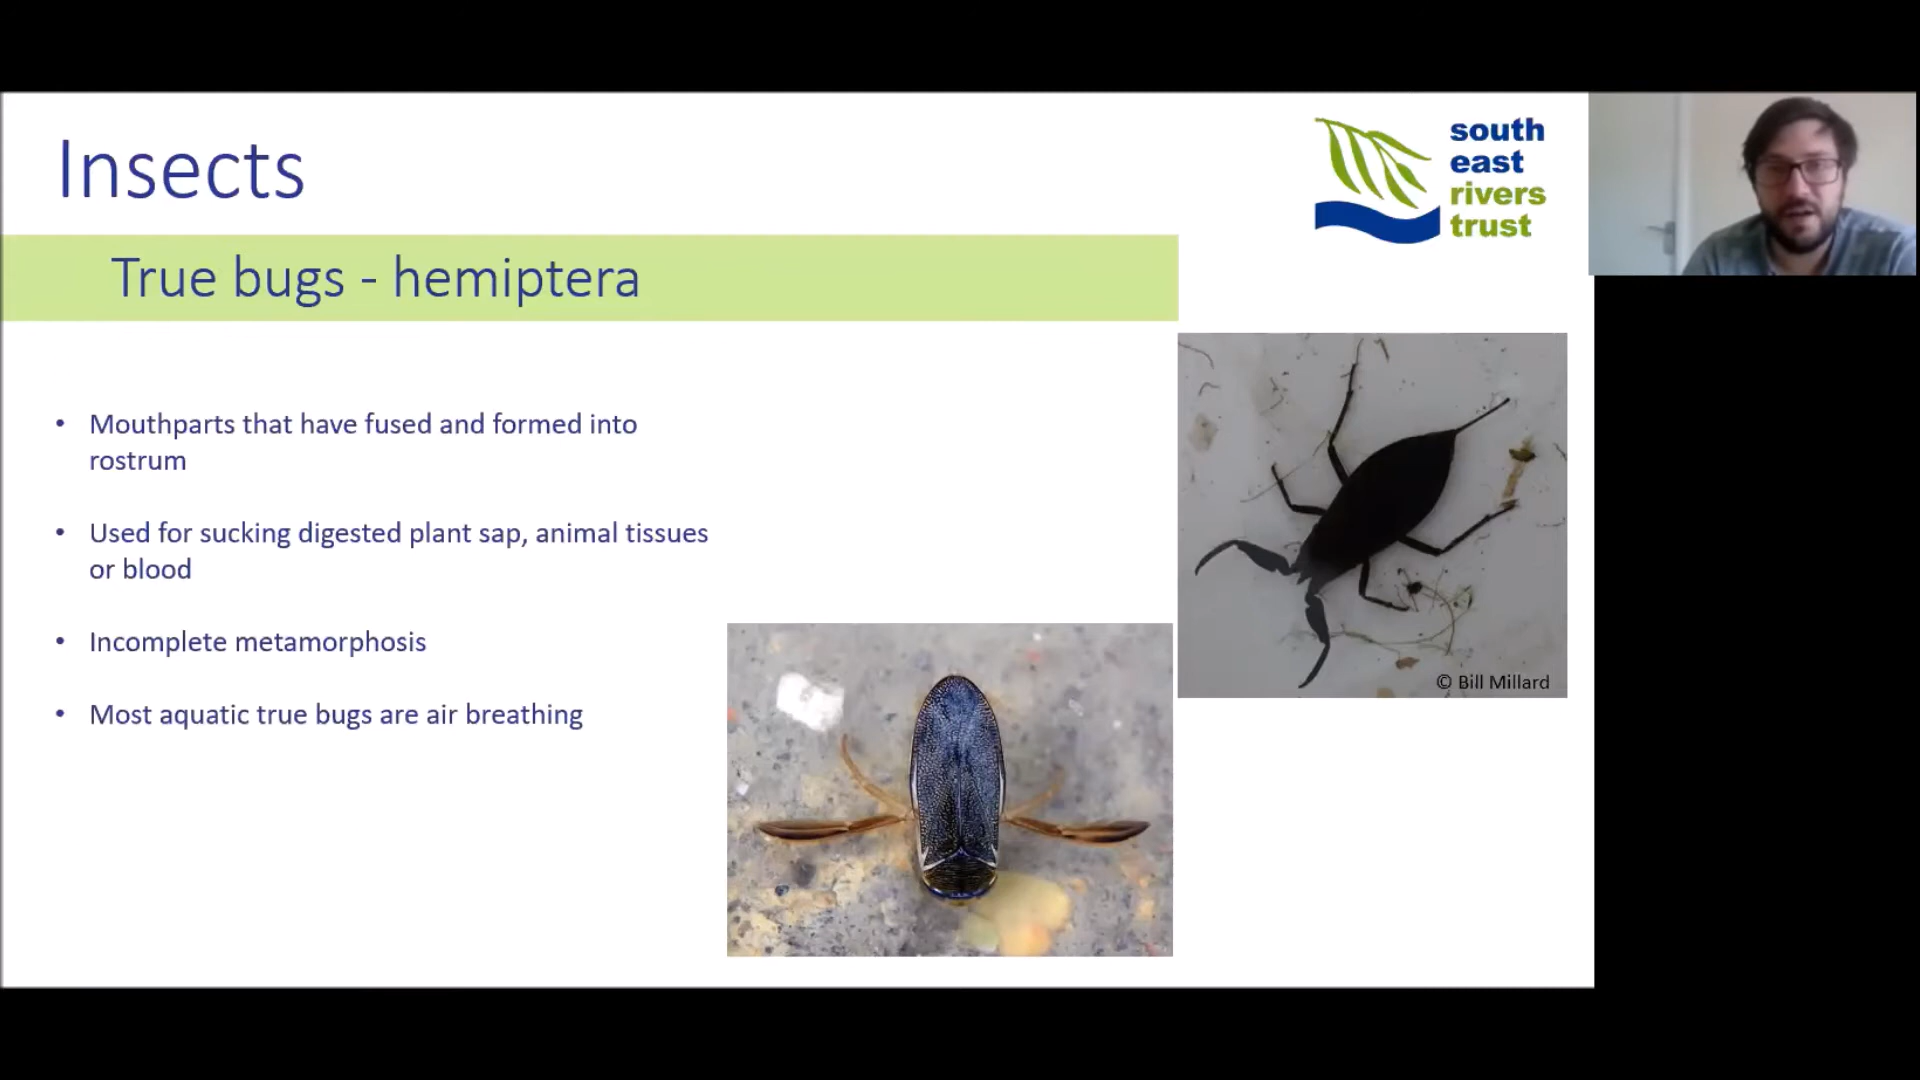 Insects
south
east
rivers
trust
True bugs - hemiptera
• Mouthparts that have fused and formed into
rostrum
• Used for sucking digested plant sap, animal tissues
or blood
• Incomplete metamorphosis
• Most aquatic true bugs are air breathing
© Bill Millard